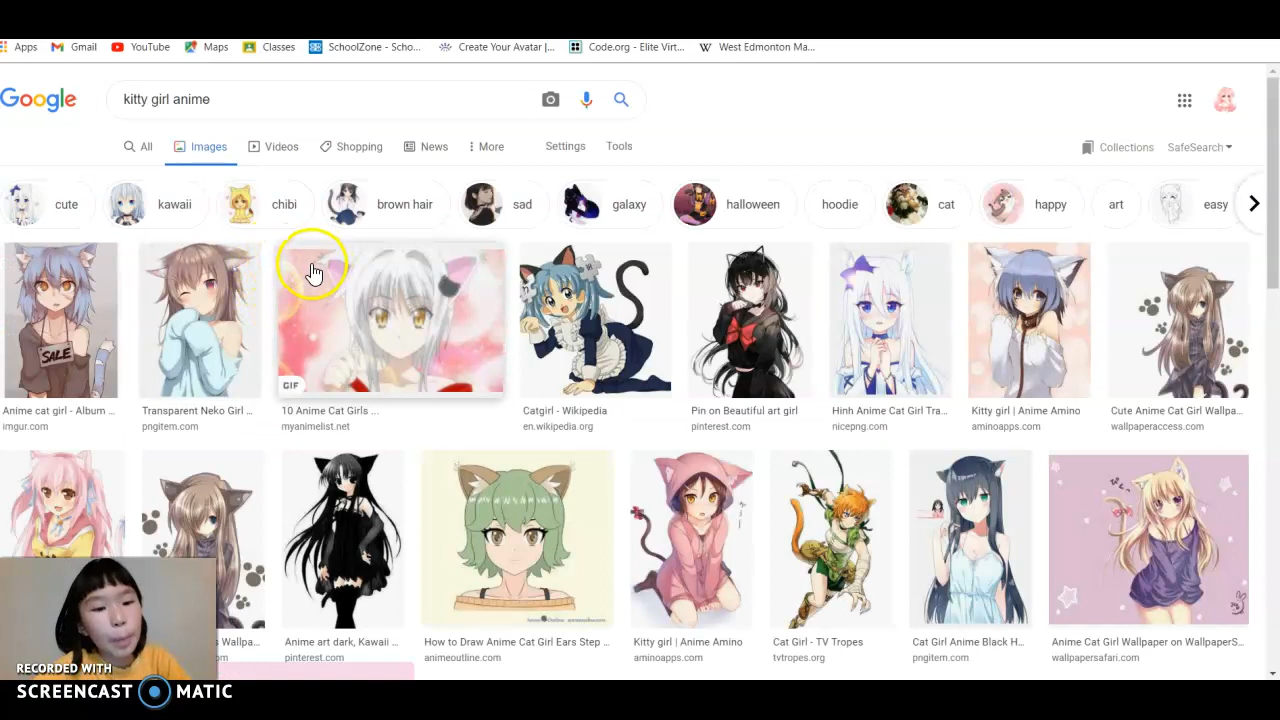 Apps Gmail YouTube Maps Classes SchoolZone - Scho... Create Your Avatar |... Code.org - Elite Virt... West Edmonton Ma...
Google kitty girl anime
All Images Videos Shopping News More Settings Tools Collections SafeSearch
cute kawaii chibi brown hair sad galaxy halloween hoodie cat happy art easy
SALE
GIF
Anime cat girl - Album ... Transparent Neko Girl ... 10 Anime Cat Girls ... Catgirl - Wikipedia Pin on Beautiful art girl Hinh Anime Cat Girl Tra... Kitty girl | Anime Amino Cute Anime Cat Girl Wallpa...
imgur.com pngitem.com myanimelist.net en.wikipedia.org pinterest.com nicepng.com aminoapps.com wallpaperaccess.com
s Wallpa... Anime art dark, Kawaii ... How to Draw Anime Cat Girl Ears Step ... Kitty girl | Anime Amino Cat Girl - TV Tropes Cat Girl Anime Black H... Anime Cat Girl Wallpaper on WallpaperS...
.com pinterest.com animeoutline.com aminoapps.com tvtropes.org pngitem.com wallpapersafari.com
RECORDED WITH
SCREENCAST MATIC